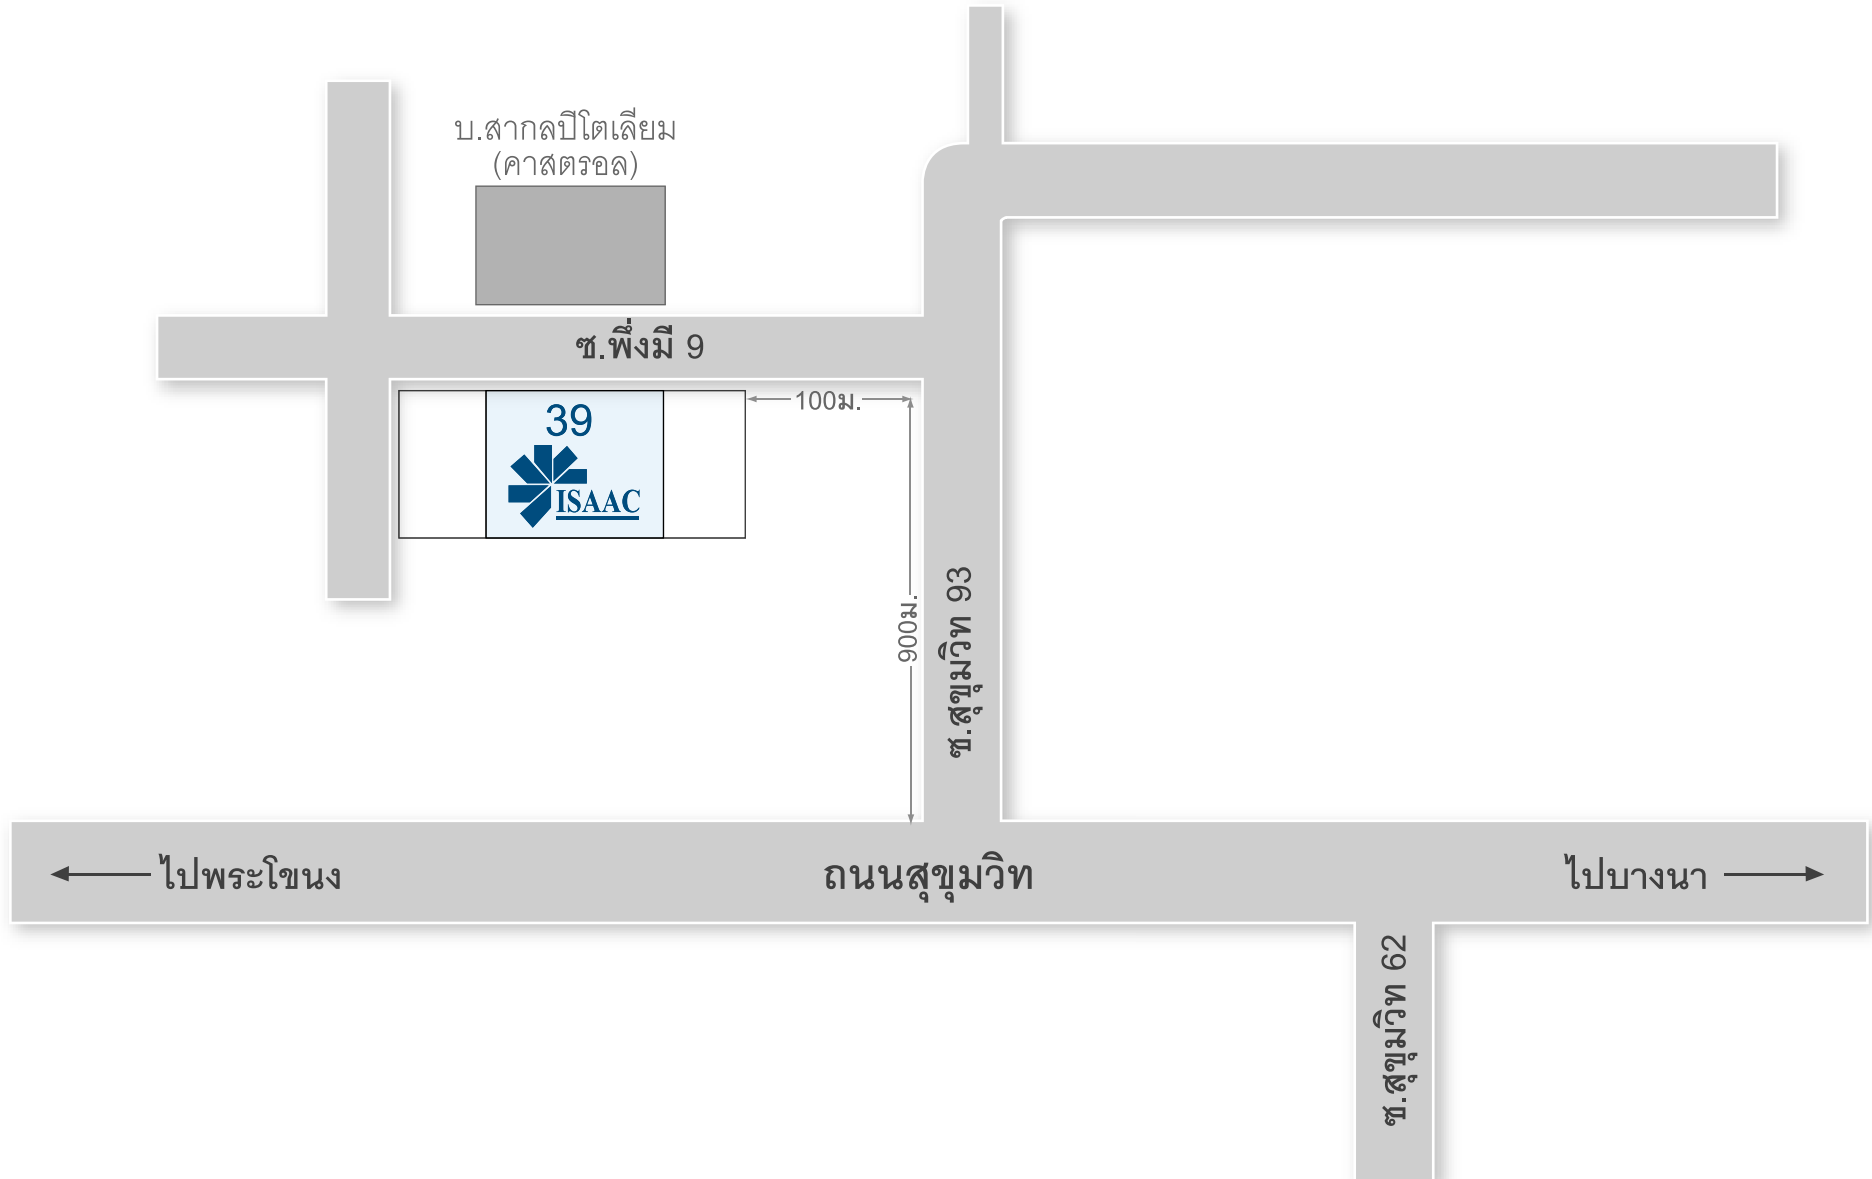 บ.สากลปิโตเลียม
(คาสตรอล)
ซ.พึ่งมี 9
39
ISAAC
100ม.
900ม.
ซ.สุขุมวิท 93
ไปพระโขนง
ถนนสุขุมวิท
ไปบางนา
ซ.สุขุมวิท 62